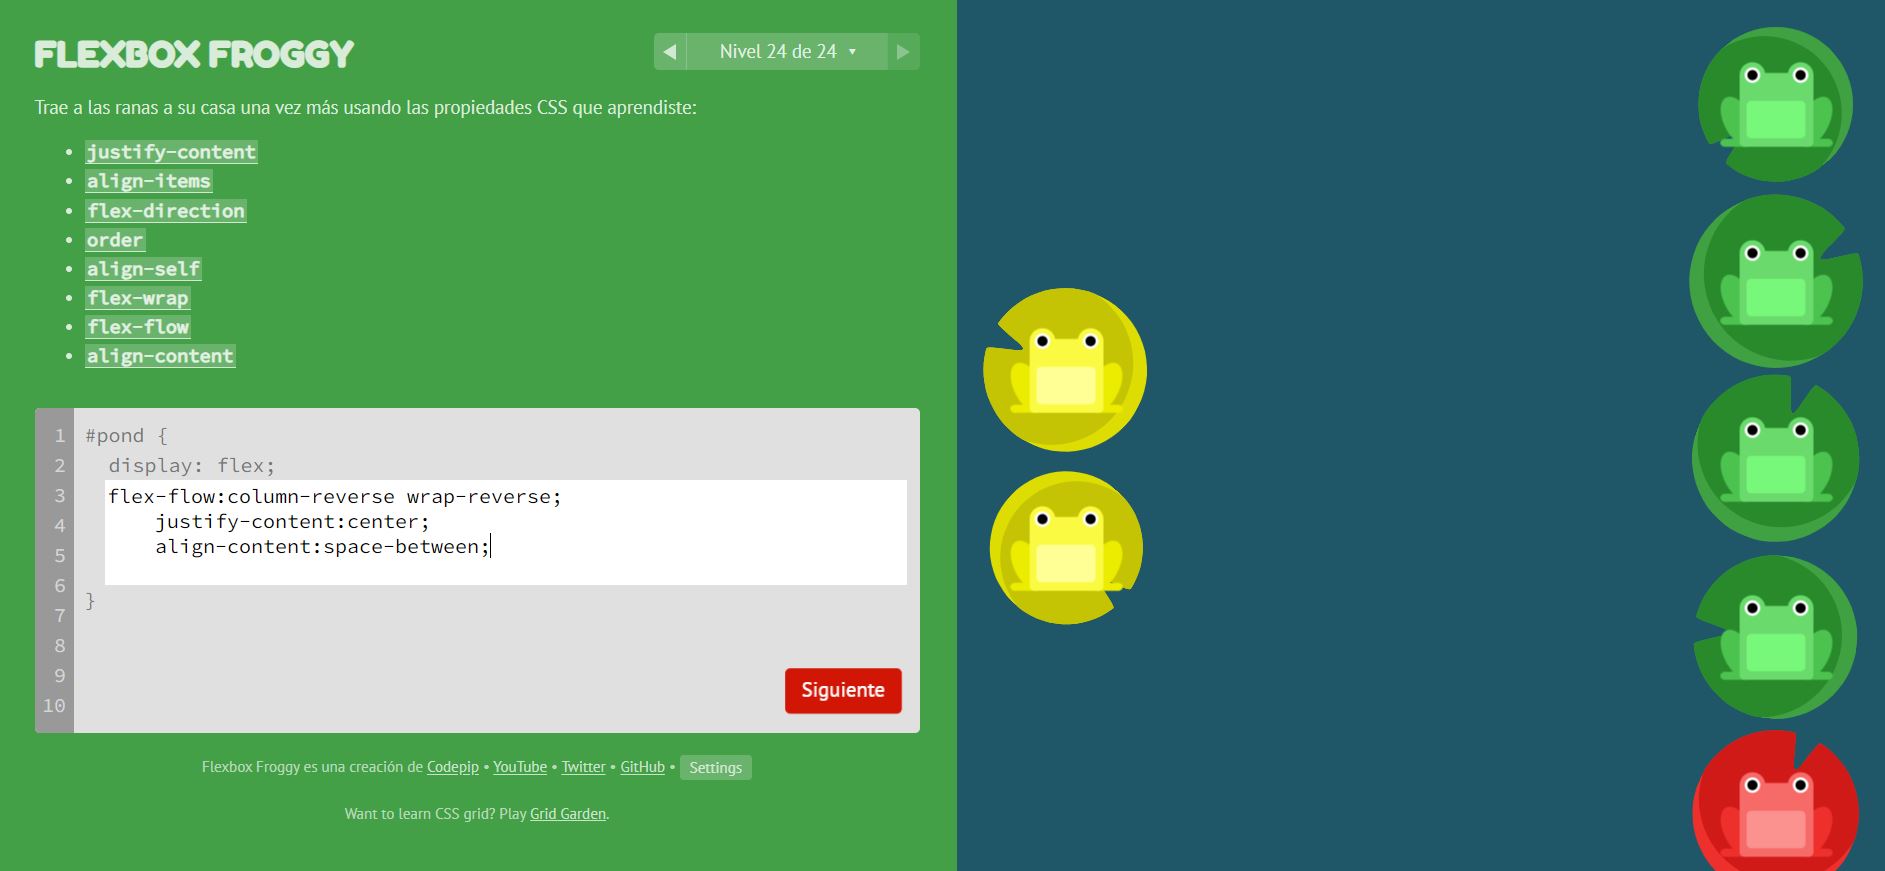 FLEXBOX FROGGY
◀ Nivel 24 de 24 ▾ ▶
Trae a las ranas a su casa una vez más usando las propiedades CSS que aprendiste:
• justify-content
• align-items
• flex-direction
• order
• align-self
• flex-wrap
• flex-flow
• align-content
1 #pond {
2 display: flex;
3 flex-flow:column-reverse wrap-reverse;
4 justify-content:center;
5 align-content:space-between;
6 }
7
8
9
10
Siguiente
Flexbox Froggy es una creación de Codepip • YouTube • Twitter • GitHub • Settings
Want to learn CSS grid? Play Grid Garden.